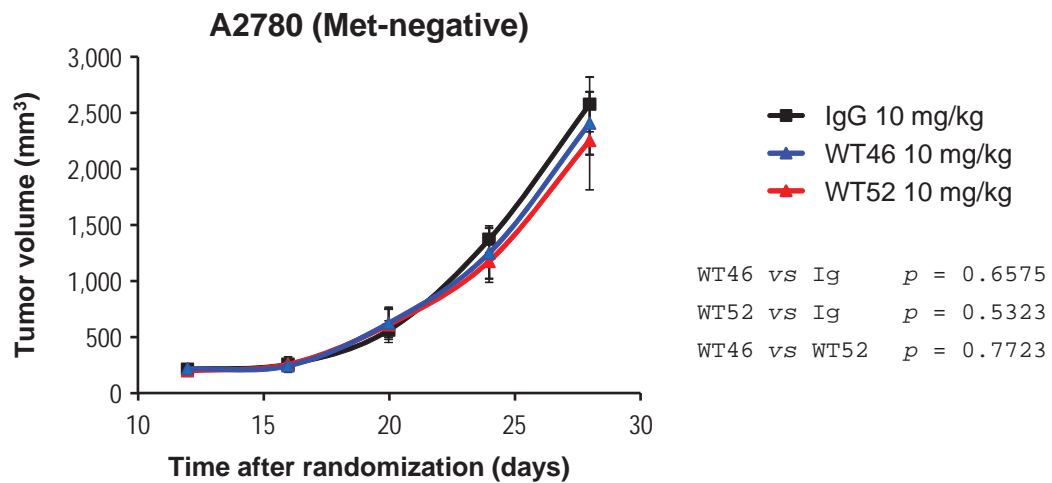 A2780 (Met-negative)
Tumor volume (mm³)
3,000
2,500
2,000
1,500
1,000
500
0
10 15 20 25 30
Time after randomization (days)
IgG 10 mg/kg
WT46 10 mg/kg
WT52 10 mg/kg
WT46 vs Ig p = 0.6575
WT52 vs Ig p = 0.5323
WT46 vs WT52 p = 0.7723